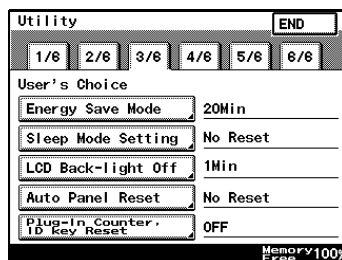 Utility END
1/6 2/6 3/6 4/6 5/6 6/6
User's Choice
Energy Save Mode 20Min
Sleep Mode Setting No Reset
LCD Back-light Off 1Min
Auto Panel Reset No Reset
Plug-In Counter,
ID key Reset OFF
Memory 100%
Free